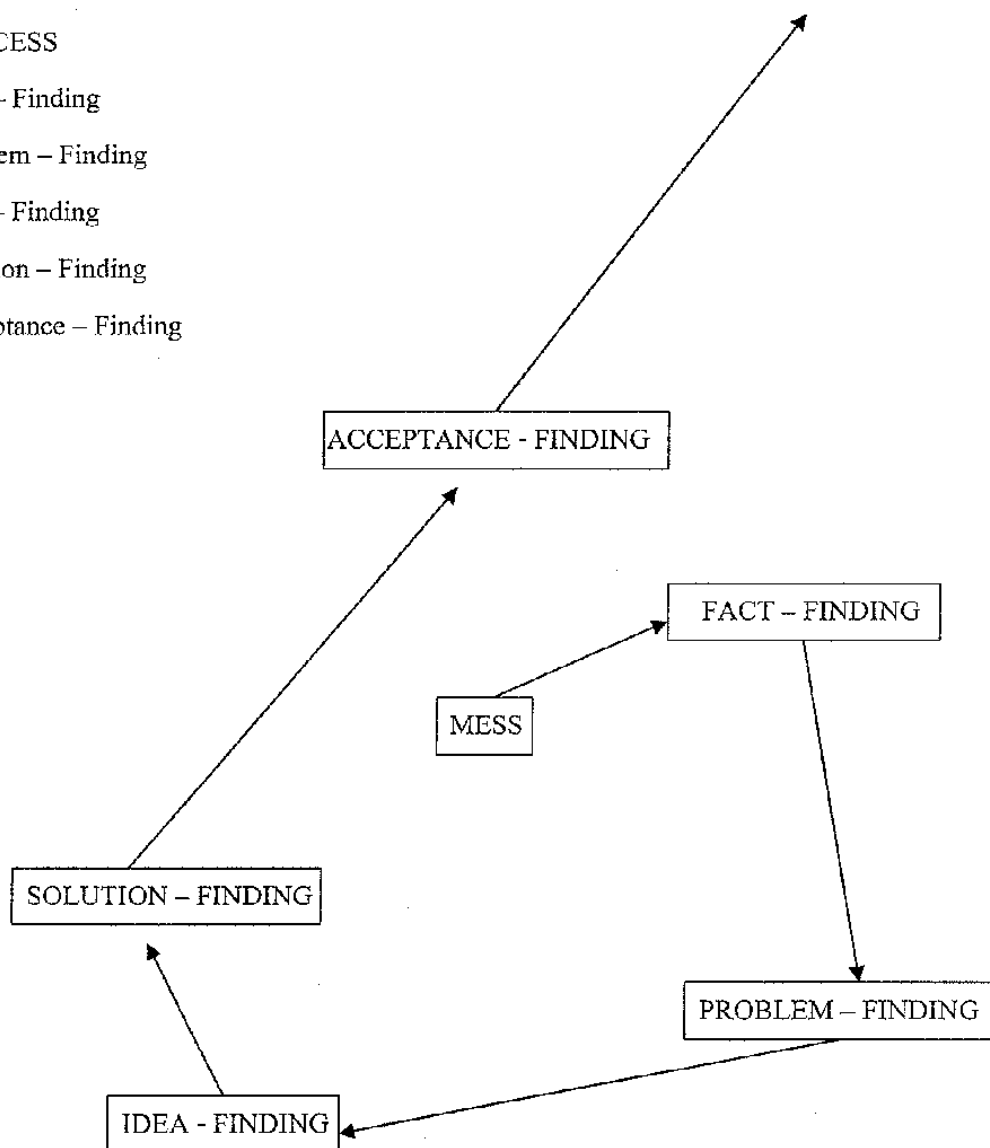 CESS
– Finding
em – Finding
– Finding
on – Finding
ptance – Finding
ACCEPTANCE - FINDING
FACT – FINDING
MESS
SOLUTION – FINDING
PROBLEM – FINDING
IDEA - FINDING